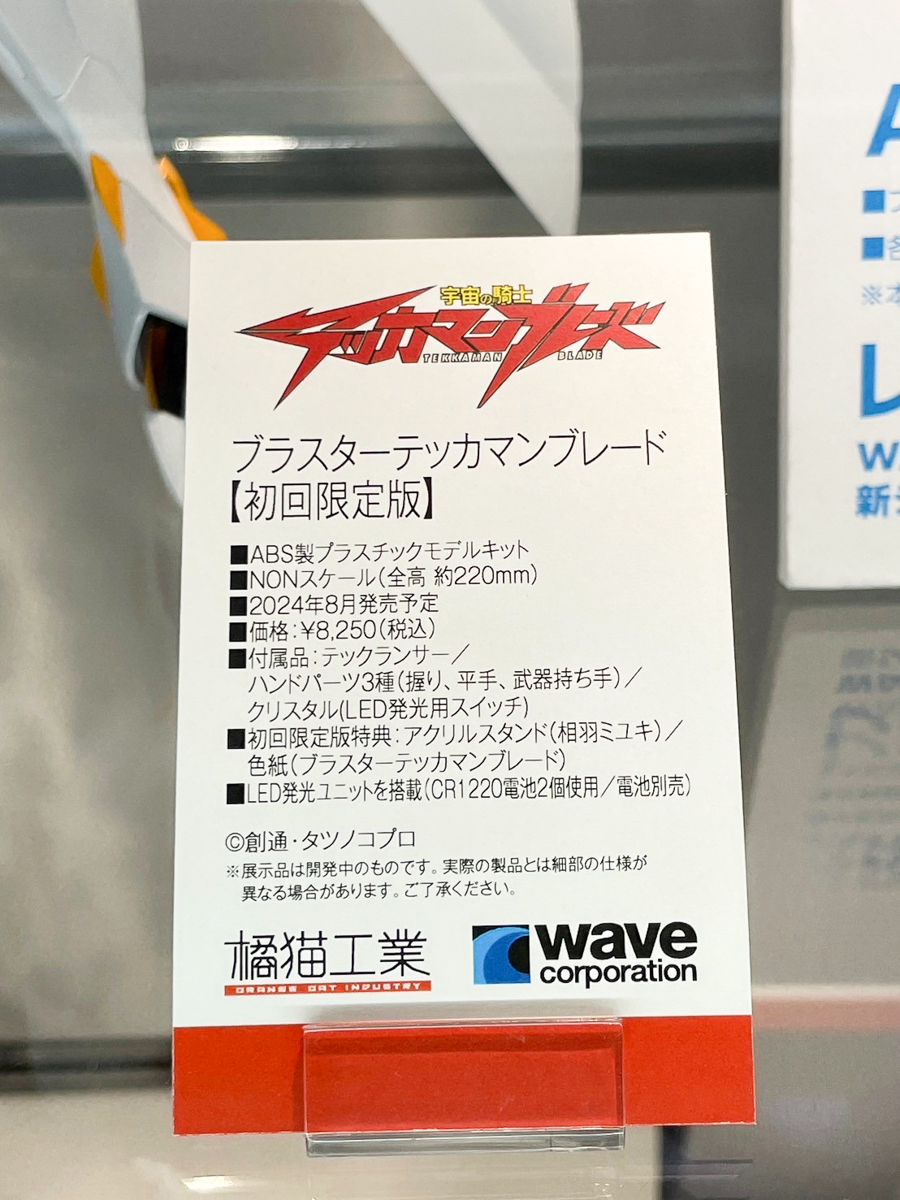 宇宙の騎士
テッカマンブレード
TEKKAMAN BLADE
ブラスターテッカマンブレード
【初回限定版】
■ABS製プラスチックモデルキット
■NONスケール(全高 約220mm)
■2024年8月発売予定
■価格:¥8,250(税込)
■付属品:テックランサー/
ハンドパーツ3種(握り、平手、武器持ち手)/
クリスタル(LED発光用スイッチ)
■初回限定版特典:アクリルスタンド(相羽ミユキ)/
色紙(ブラスターテッカマンブレード)
■LED発光ユニットを搭載(CR1220電池2個使用/電池別売)
©創通・タツノコプロ
※展示品は開発中のものです。実際の製品とは細部の仕様が
異なる場合があります。ご了承ください。
橘猫工業
ORANGE CAT INDUSTRY
wave
corporation
A
■
■各
※本
レ
W
新